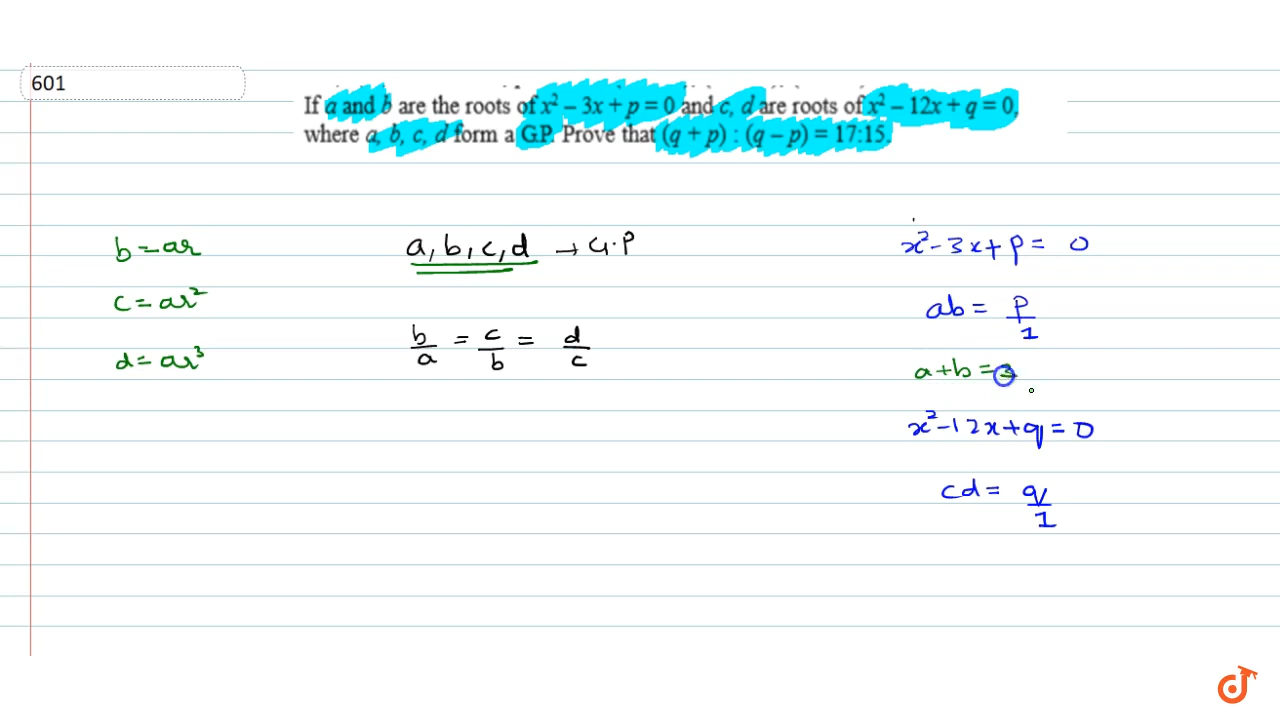 601
If a and b are the roots of x² – 3x + p = 0 and c, d are roots of x² – 12x + q = 0,
where a, b, c, d form a G.P. Prove that (q + p) : (q – p) = 17:15.
b = ar
c = ar²
d = ar³
a, b, c, d → G.P
b/a = c/b = d/c
x² - 3x + p = 0
ab = p/1
a + b = 3
x² - 12x + q = 0
cd = q/1